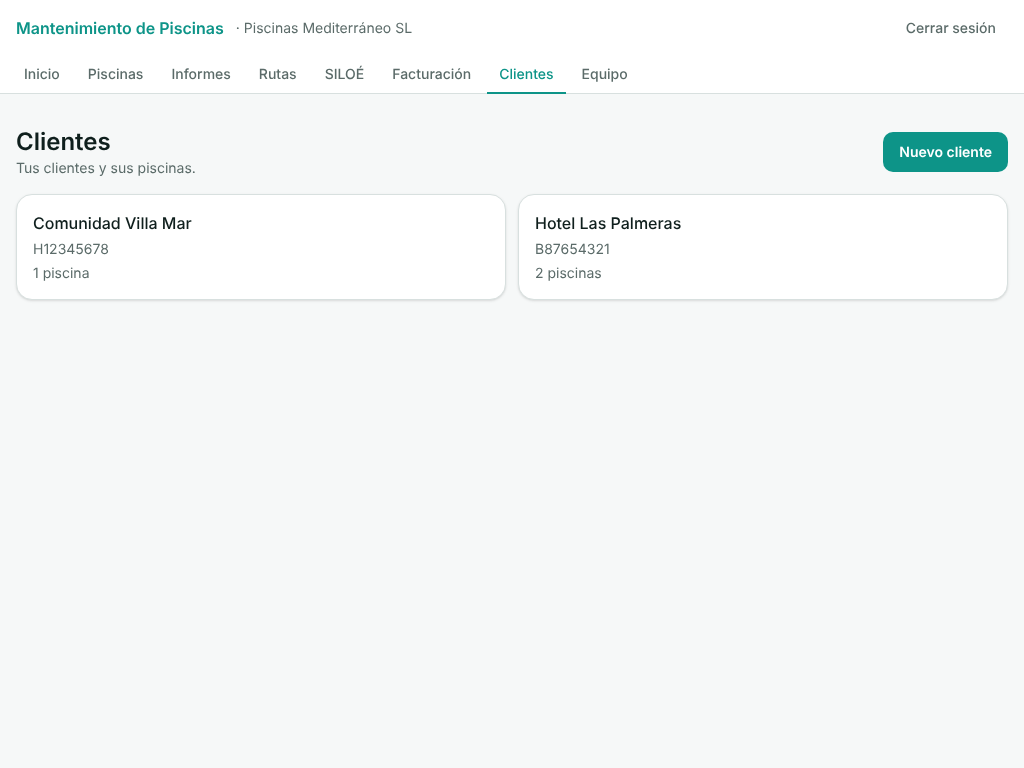 Mantenimiento de Piscinas · Piscinas Mediterráneo SL Cerrar sesión
Inicio Piscinas Informes Rutas SILOÉ Facturación Clientes Equipo
Clientes
Tus clientes y sus piscinas.
Nuevo cliente
Comunidad Villa Mar
H12345678
1 piscina
Hotel Las Palmeras
B87654321
2 piscinas